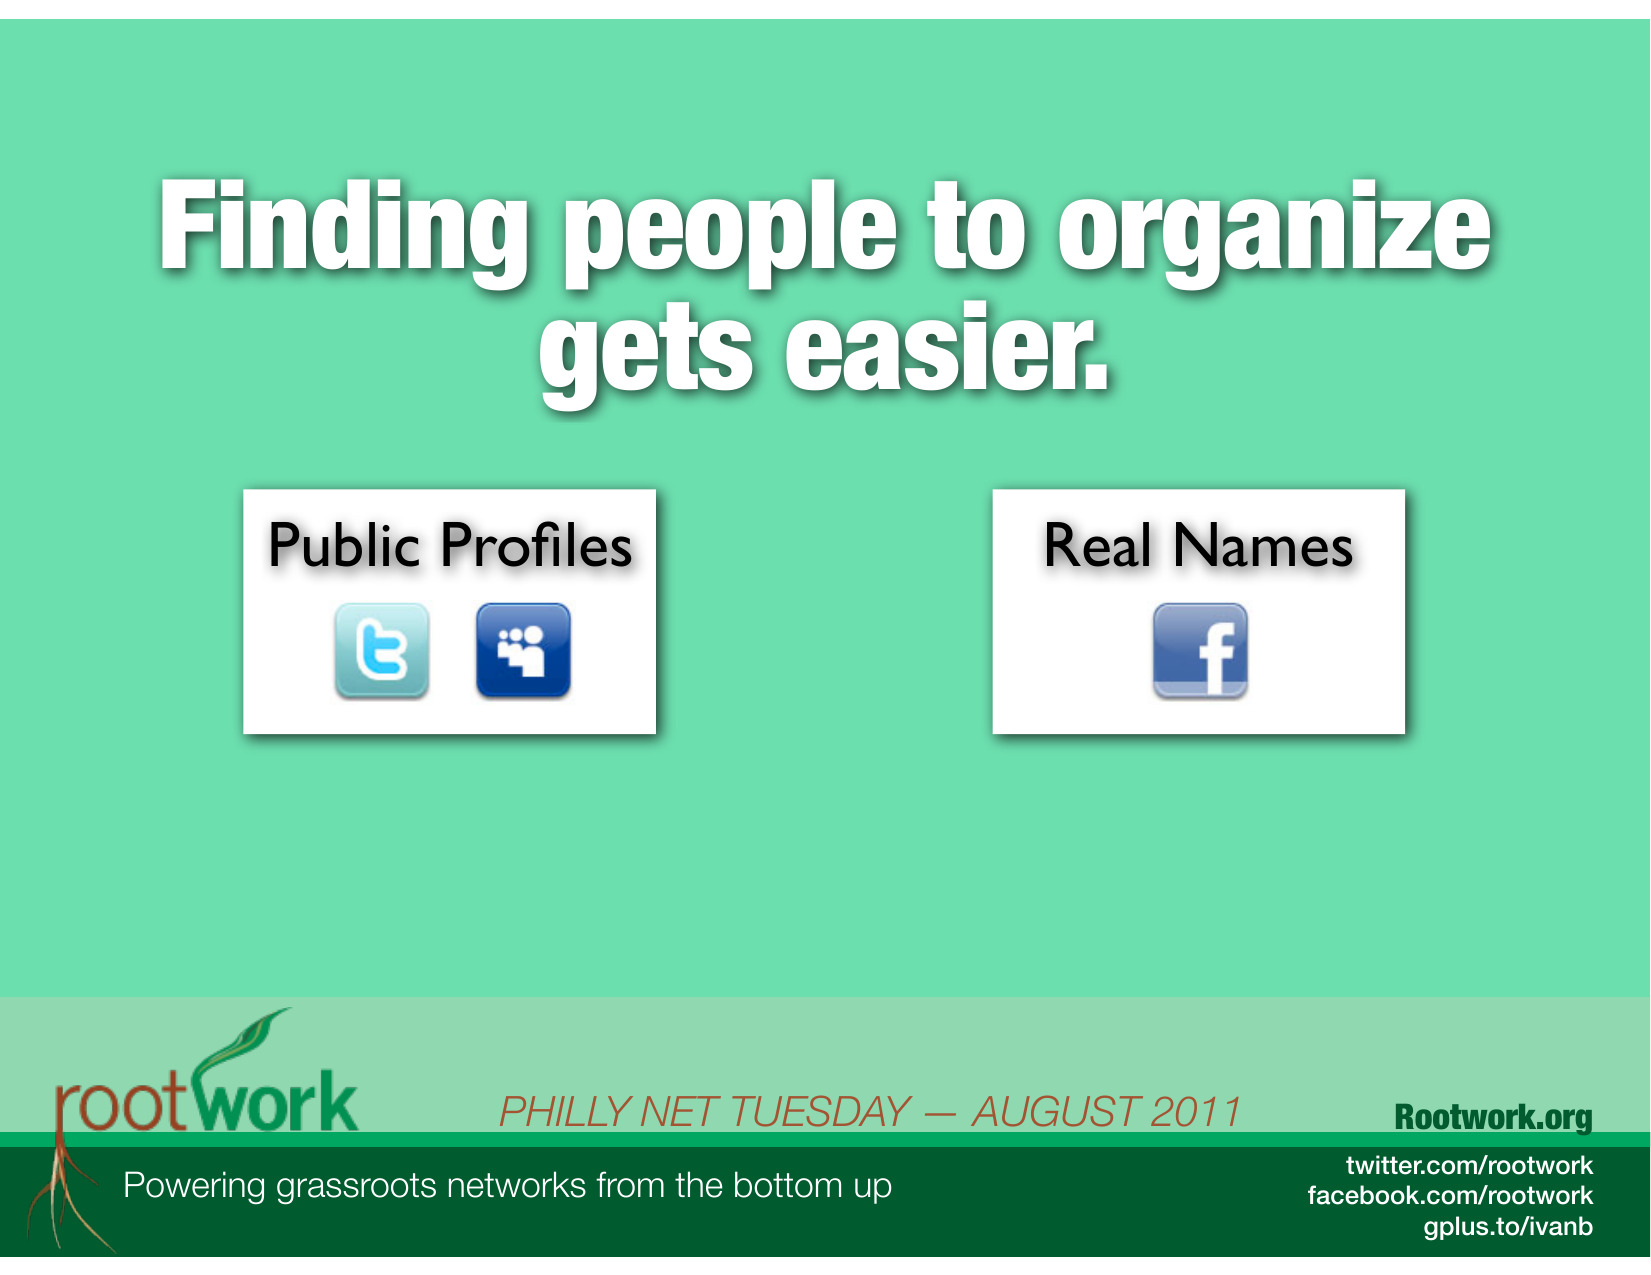 Finding people to organize
gets easier.
Public Profiles
Real Names
rootwork
PHILLY NET TUESDAY — AUGUST 2011
Rootwork.org
Powering grassroots networks from the bottom up
twitter.com/rootwork
facebook.com/rootwork
gplus.to/ivanb